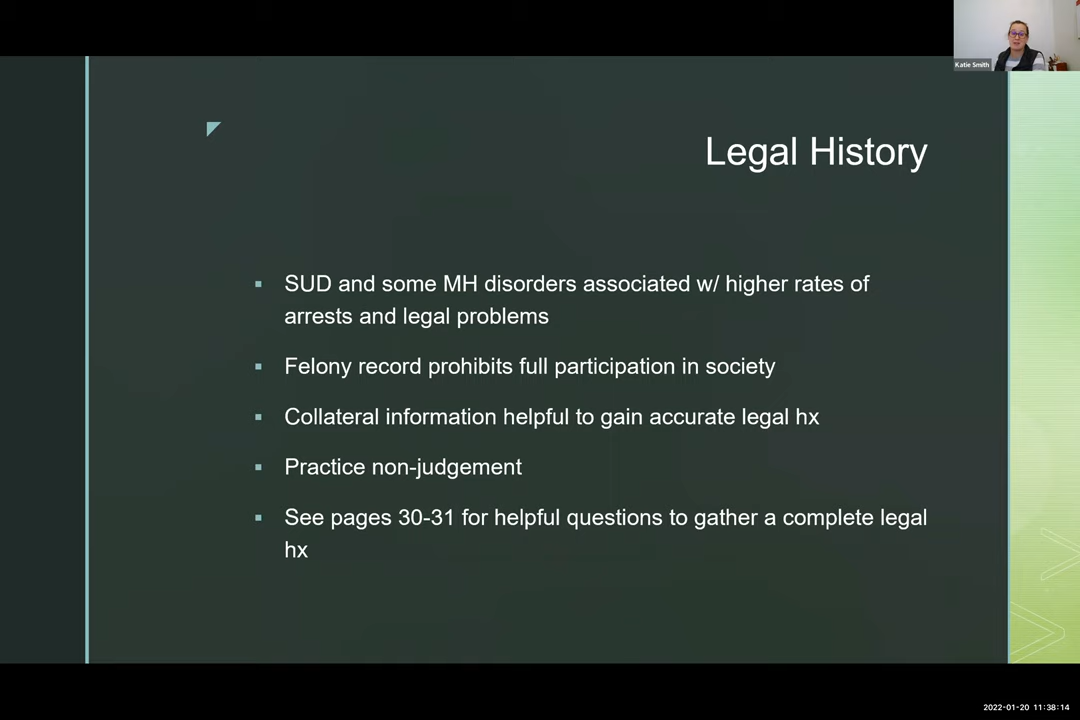 Katie Smith
Legal History
▪ SUD and some MH disorders associated w/ higher rates of
arrests and legal problems
▪ Felony record prohibits full participation in society
▪ Collateral information helpful to gain accurate legal hx
▪ Practice non-judgement
▪ See pages 30-31 for helpful questions to gather a complete legal
hx
2022-01-20 11:38:14